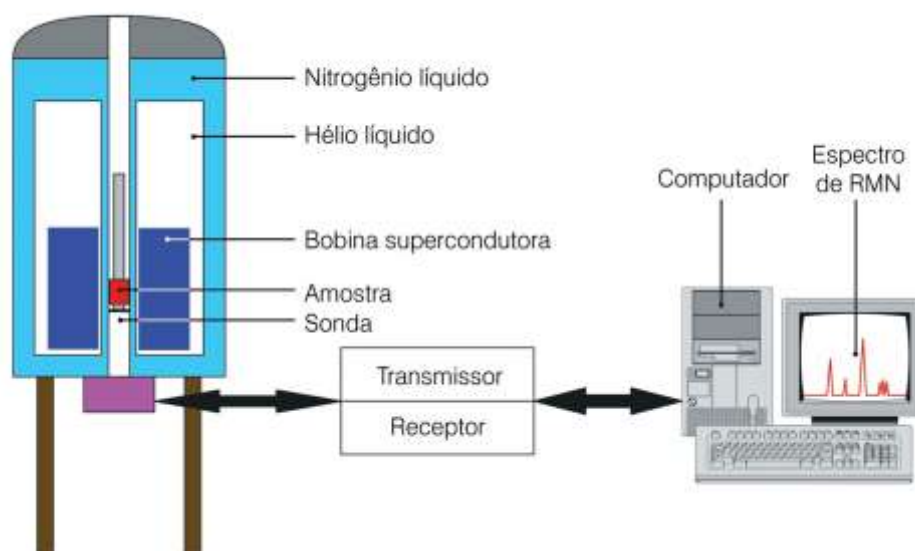 Nitrogênio líquido
Hélio líquido
Bobina supercondutora
Amostra
Sonda
Transmissor
Receptor
Computador
Espectro
de RMN